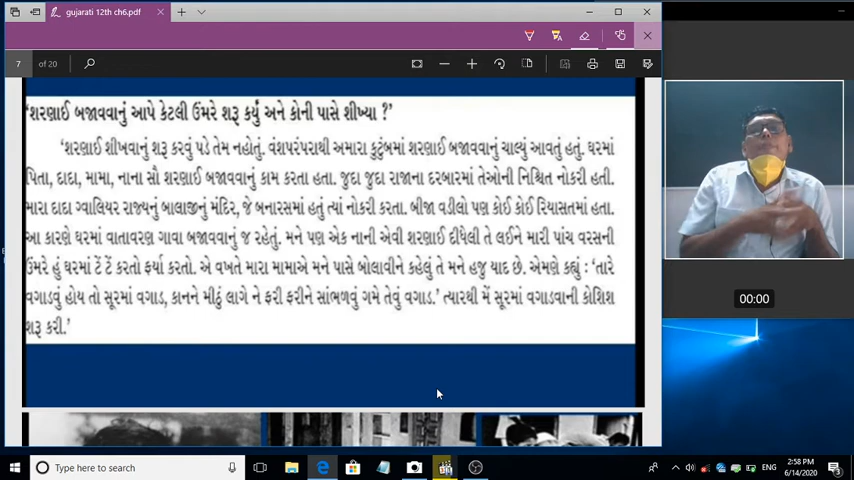 gujarati 12th ch6.pdf
7 of 20
'શરણાઈ બજાવવાનું આપે કેટલી ઉંમરે શરૂ કર્યું અને કોની પાસે શીખ્યા ?'
'શરણાઈ શીખવાનું શરૂ કરવું પડે તેમ નહોતું. વંશપરંપરાથી અમારા કુટુંબમાં શરણાઈ બજાવવાનું ચાલ્યું આવતું હતું. ઘરમાં
પિતા, દાદા, મામા, નાના સૌ શરણાઈ બજાવવાનું કામ કરતા હતા. જુદા જુદા રાજાના દરબારમાં તેઓની નિશ્ચિત નોકરી હતી.
મારા દાદા ગ્વાલિયર રાજ્યનું બાલાજીનું મંદિર, જે બનારસમાં હતું ત્યાં નોકરી કરતા. બીજા વડીલો પણ કોઈ કોઈ રિયાસતમાં હતા.
આ કારણે ઘરમાં વાતાવરણ ગાવા બજાવવાનું જ રહેતું. મને પણ એક નાની એવી શરણાઈ દીધેલી તે લઈને મારી પાંચ વરસની
ઉંમરે હું ઘરમાં ટેં ટેં કરતો ફર્યા કરતો. એ વખતે મારા મામાએ મને પાસે બોલાવીને કહેલું તે મને હજુ યાદ છે. એમણે કહ્યું : 'તારે
વગાડવું હોય તો સૂરમાં વગાડ, કાનને મીઠું લાગે ને ફરી ફરીને સાંભળવું ગમે તેવું વગાડ.' ત્યારથી મેં સૂરમાં વગાડવાની કોશિશ
શરૂ કરી.'
00:00
Type here to search
ENG
2:58 PM
6/14/2020
3